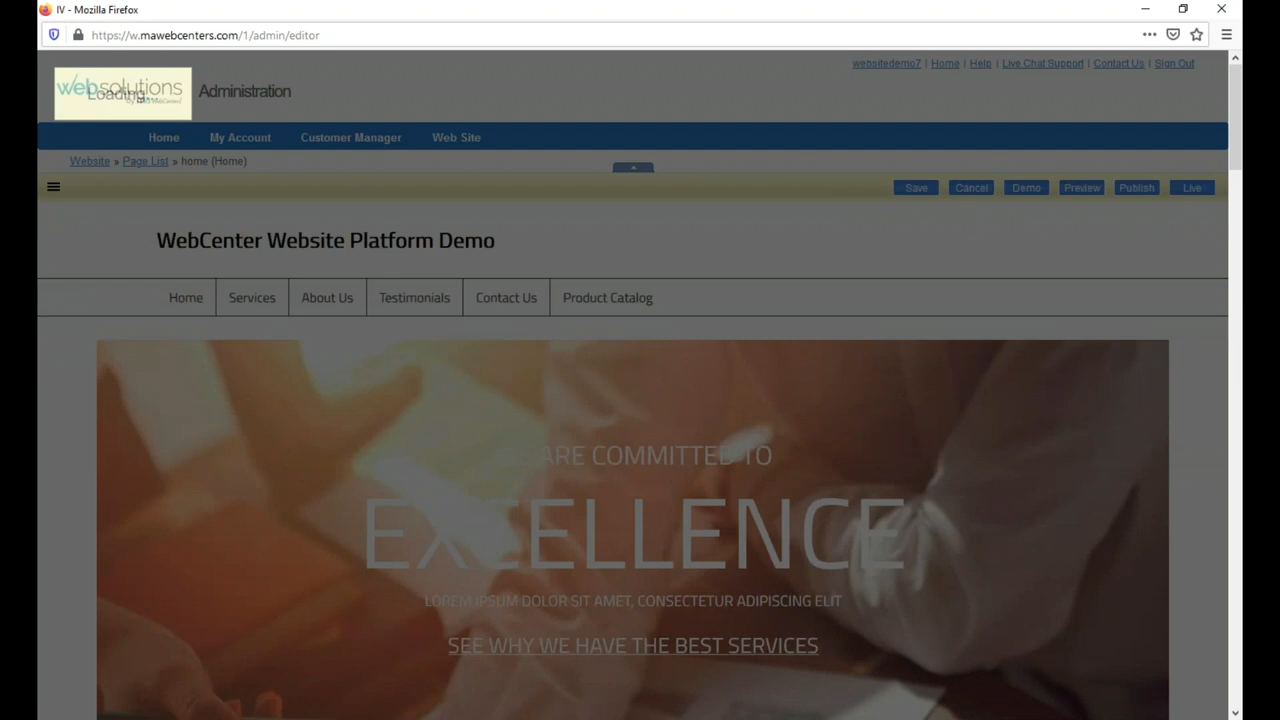 IV - Mozilla Firefox
https://w.mawebcenters.com/1/admin/editor
websitedemo7 | Home | Help | Live Chat Support | Contact Us | Sign Out
websolutions
Loading...
Administration
Home My Account Customer Manager Web Site
Website » Page List » home (Home)
Save Cancel Demo Preview Publish Live
WebCenter Website Platform Demo
Home Services About Us Testimonials Contact Us Product Catalog
ARE COMMITTED TO
EXCELLENCE
LOREM IPSUM DOLOR SIT AMET, CONSECTETUR ADIPISCING ELIT
SEE WHY WE HAVE THE BEST SERVICES